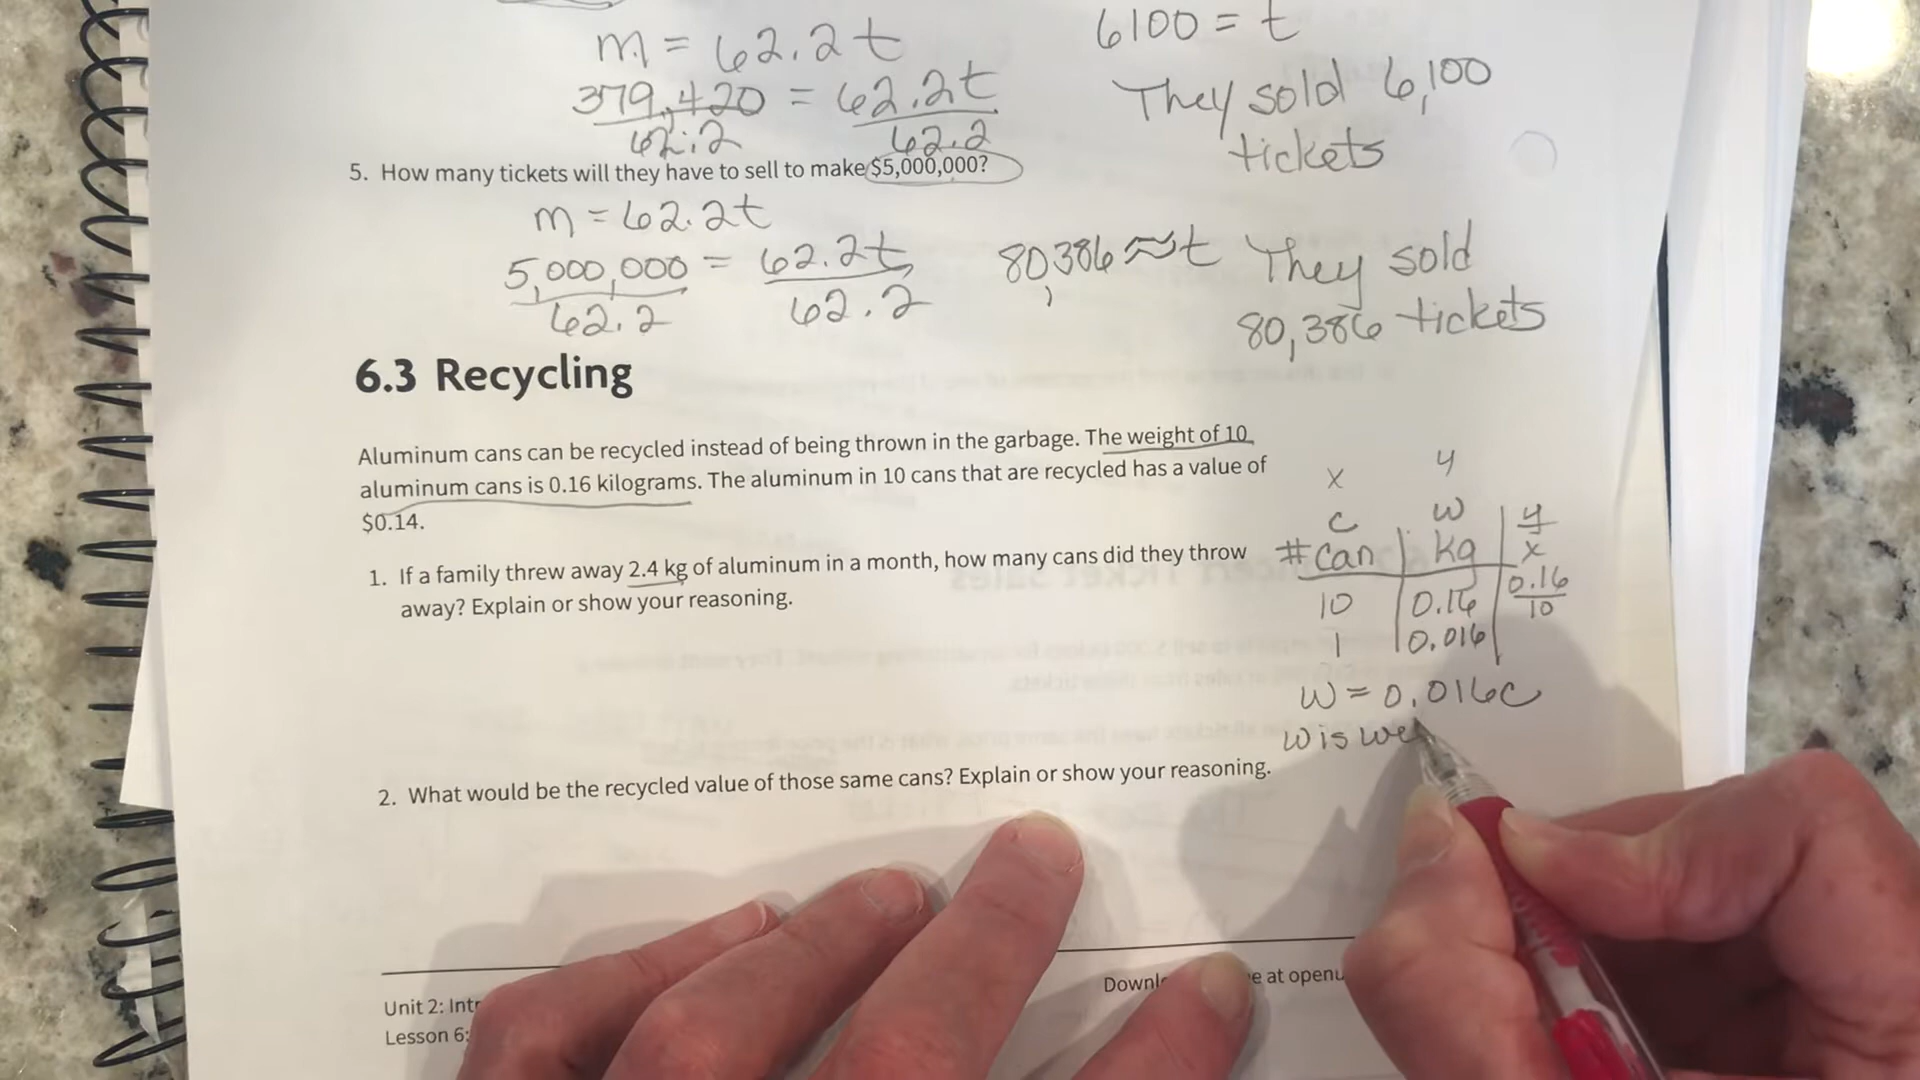 m = 62.2t
6100 = t
379,420 = 62.2t
62.2 62.2
They sold 6,100
tickets
5. How many tickets will they have to sell to make $5,000,000?
m = 62.2t
5,000,000 = 62.2t
62.2 62.2
80,386 ≈ t They sold
80,386 tickets
6.3 Recycling
Aluminum cans can be recycled instead of being thrown in the garbage. The weight of 10
aluminum cans is 0.16 kilograms. The aluminum in 10 cans that are recycled has a value of
$0.14.
x y
c w y
#can kg x
10 0.16 0.16
10
1 0.016
w = 0.016c
w is we
1. If a family threw away 2.4 kg of aluminum in a month, how many cans did they throw
away? Explain or show your reasoning.
2. What would be the recycled value of those same cans? Explain or show your reasoning.
Unit 2: Int
Lesson 6:
Downl e at openu